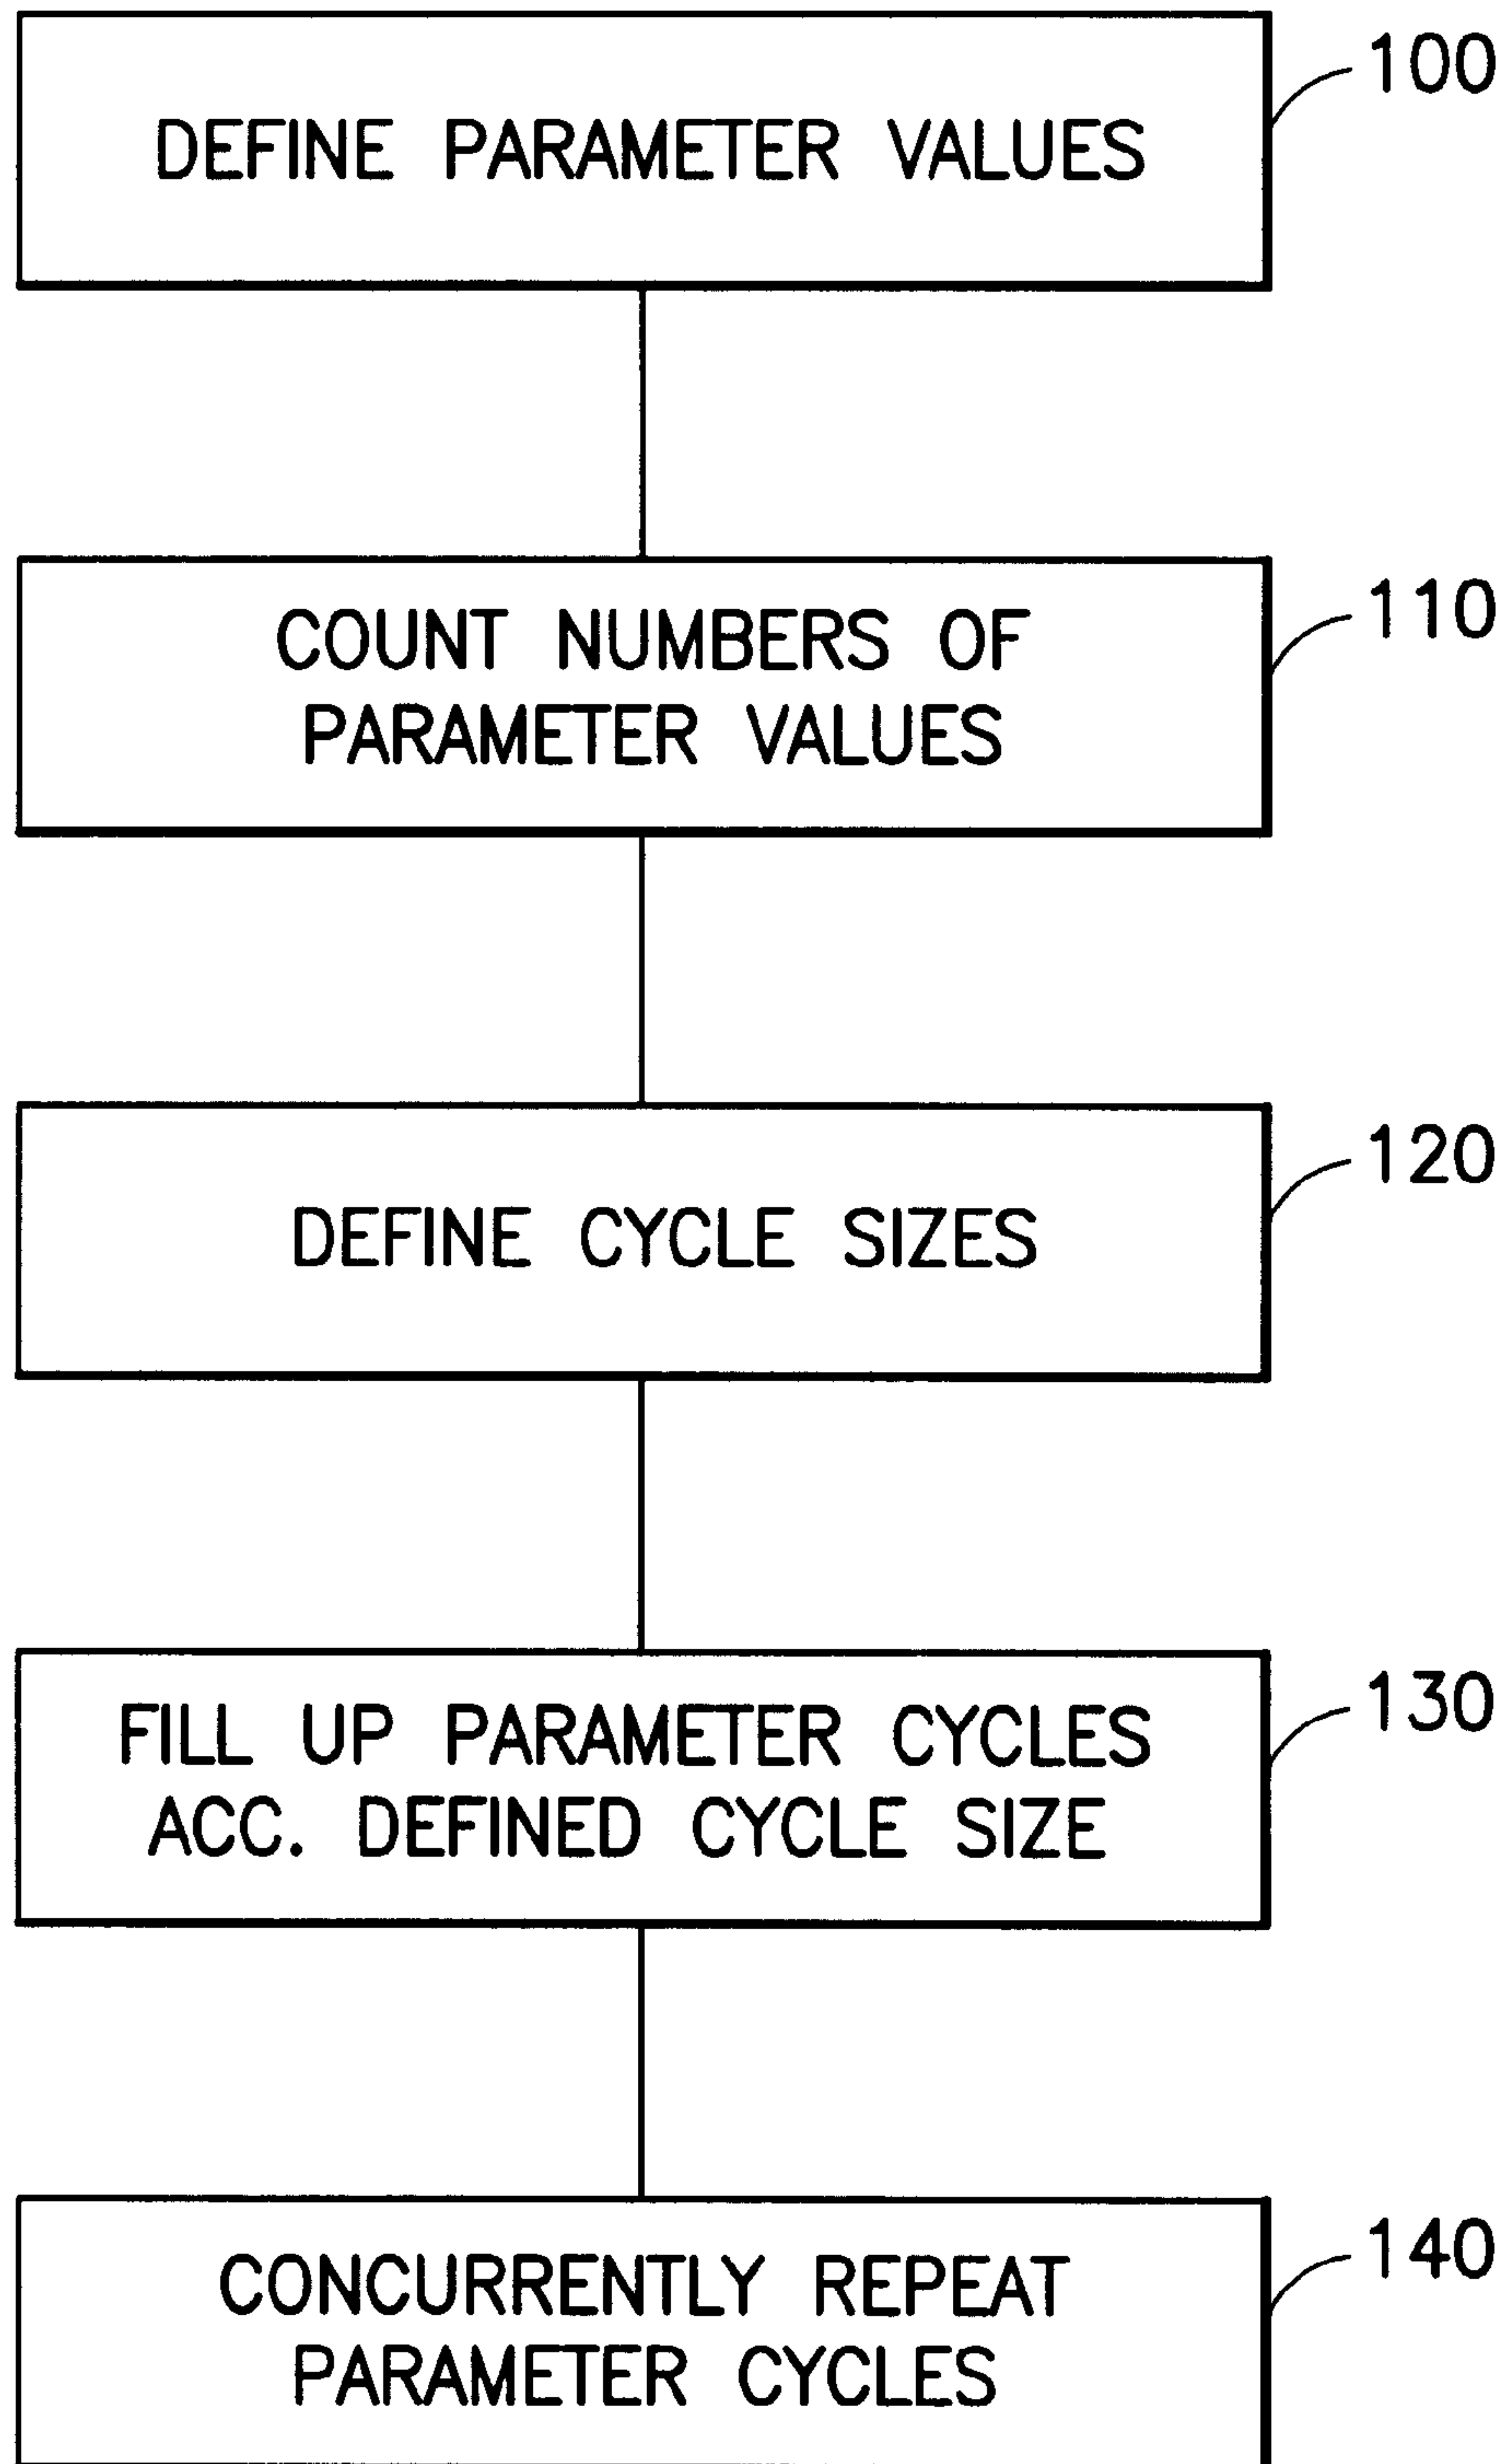 100
DEFINE PARAMETER VALUES
110
COUNT NUMBERS OF
PARAMETER VALUES
120
DEFINE CYCLE SIZES
130
FILL UP PARAMETER CYCLES
ACC. DEFINED CYCLE SIZE
140
CONCURRENTLY REPEAT
PARAMETER CYCLES